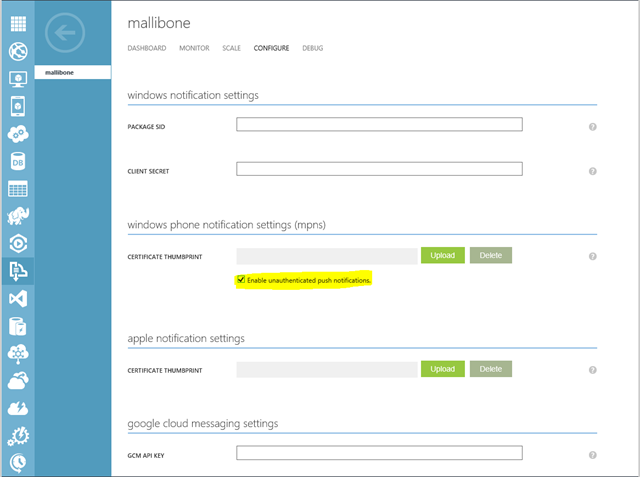 mallibone
DASHBOARD MONITOR SCALE CONFIGURE DEBUG
mallibone
windows notification settings
PACKAGE SID
?
CLIENT SECRET
?
windows phone notification settings (mpns)
CERTIFICATE THUMBPRINT Upload Delete ?
Enable unauthenticated push notifications.
apple notification settings
CERTIFICATE THUMBPRINT Upload Delete ?
google cloud messaging settings
GCM API KEY ?
DB